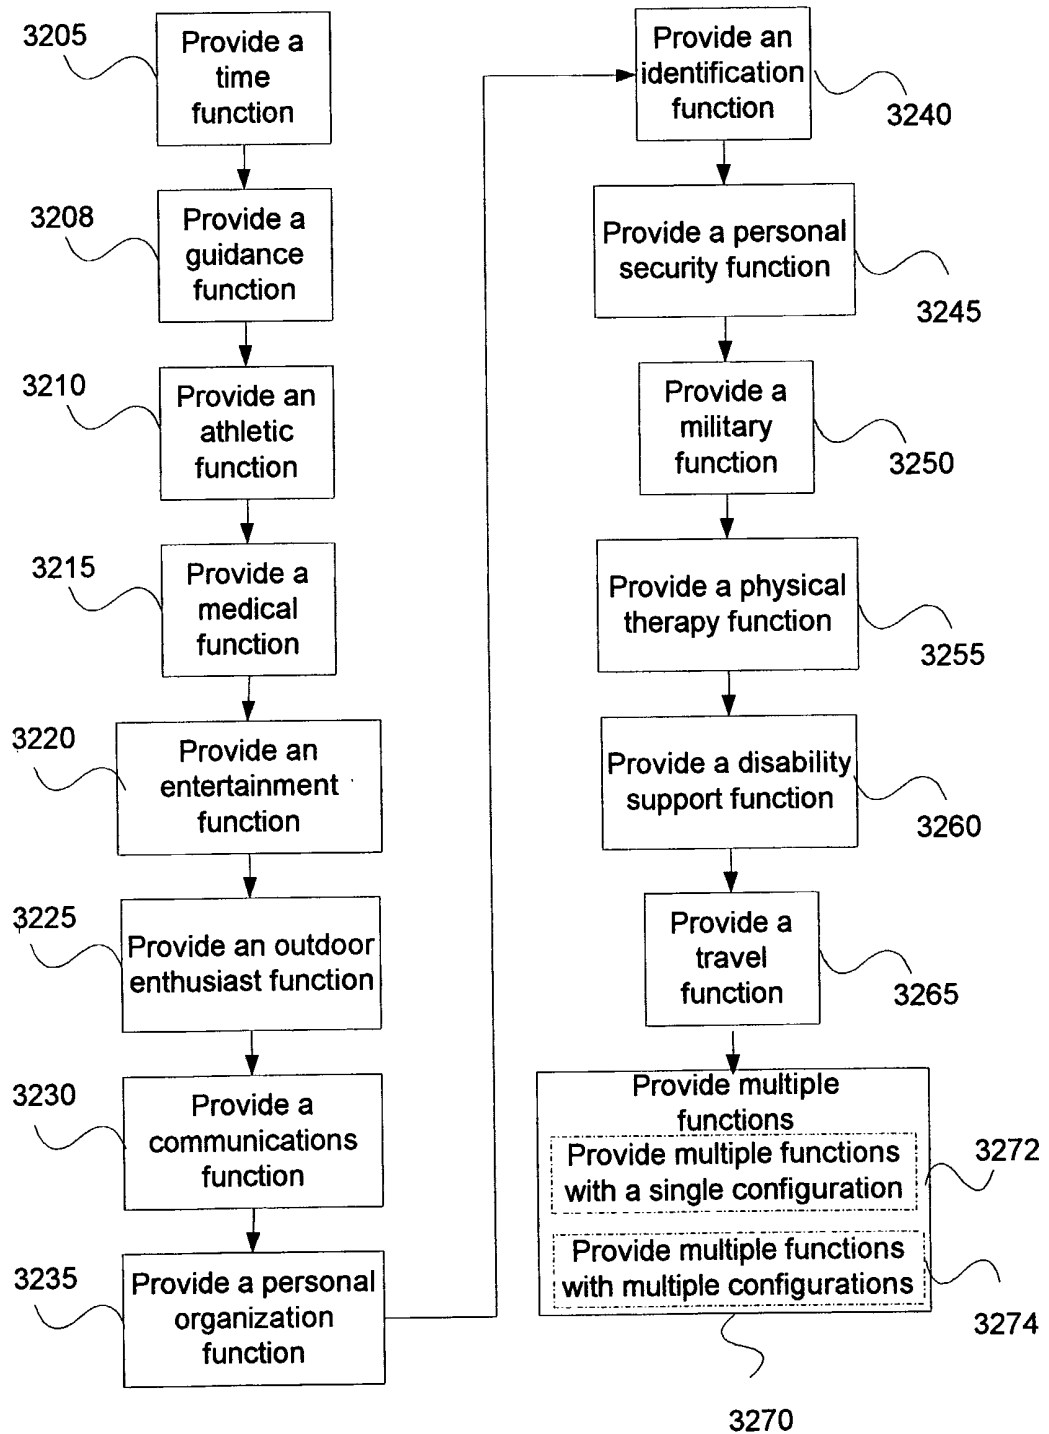 3205
Provide a
time
function
3208
Provide a
guidance
function
3210
Provide an
athletic
function
3215
Provide a
medical
function
3220
Provide an
entertainment
function
3225
Provide an outdoor
enthusiast function
3230
Provide a
communications
function
3235
Provide a personal
organization
function
Provide an
identification
function
3240
Provide a personal
security function
3245
Provide a
military
function
3250
Provide a physical
therapy function
3255
Provide a disability
support function
3260
Provide a
travel
function
3265
Provide multiple
functions
Provide multiple functions
with a single configuration
3272
Provide multiple functions
with multiple configurations
3274
3270